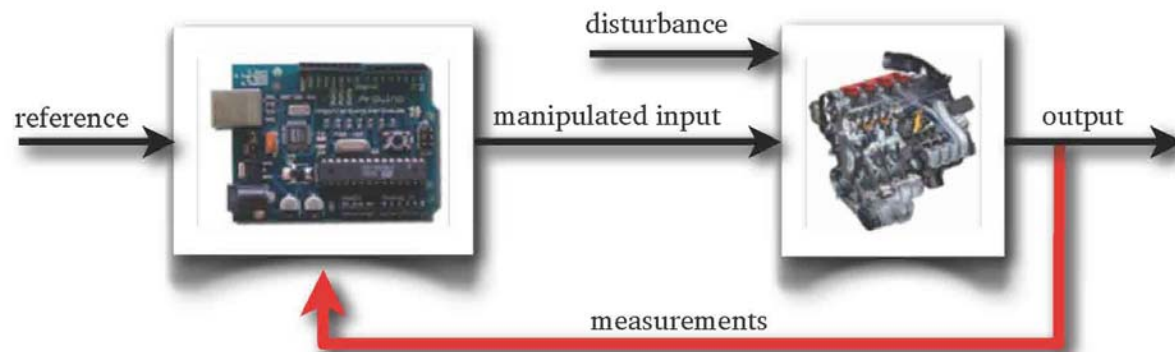 disturbance
reference
manipulated input
output
measurements